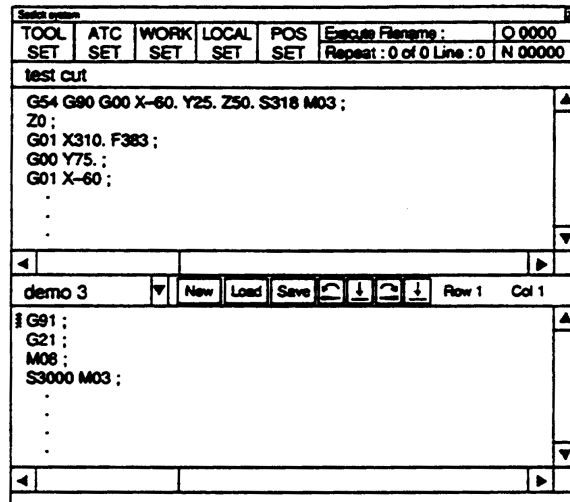 Sedict system
TOOL SET ATC SET WORK SET LOCAL SET POS SET Execute Filename : O 0000
Repeat : 0 of 0 Line : 0 N 00000
test cut
G54 G90 G00 X–60. Y25. Z50. S318 M03 ;
Z0 ;
G01 X310. F383 ;
G00 Y75. ;
G01 X–60 ;
.
.
.
demo 3 New Load Save Row 1 Col 1
G91 ;
G21 ;
M08 ;
S3000 M03 ;
.
.
.